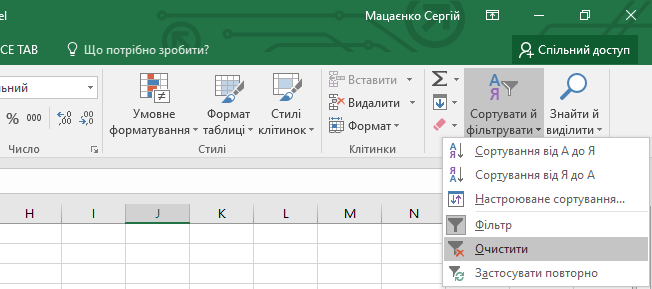 el
Мацаєнко Сергій
CE TAB
Що потрібно зробити?
Спільний доступ
льний
% 000 ,00 ,0 ,00
Число
Умовне форматування
Формат таблиці
Стилі клітинок
Стилі
Вставити
Видалити
Формат
Клітинки
Σ
А
Я
Сортувати й фільтрувати
Знайти й виділити
Сортування від А до Я
Сортування від Я до А
Настроюване сортування...
Фільтр
Очистити
Застосувати повторно
H I J K L M N